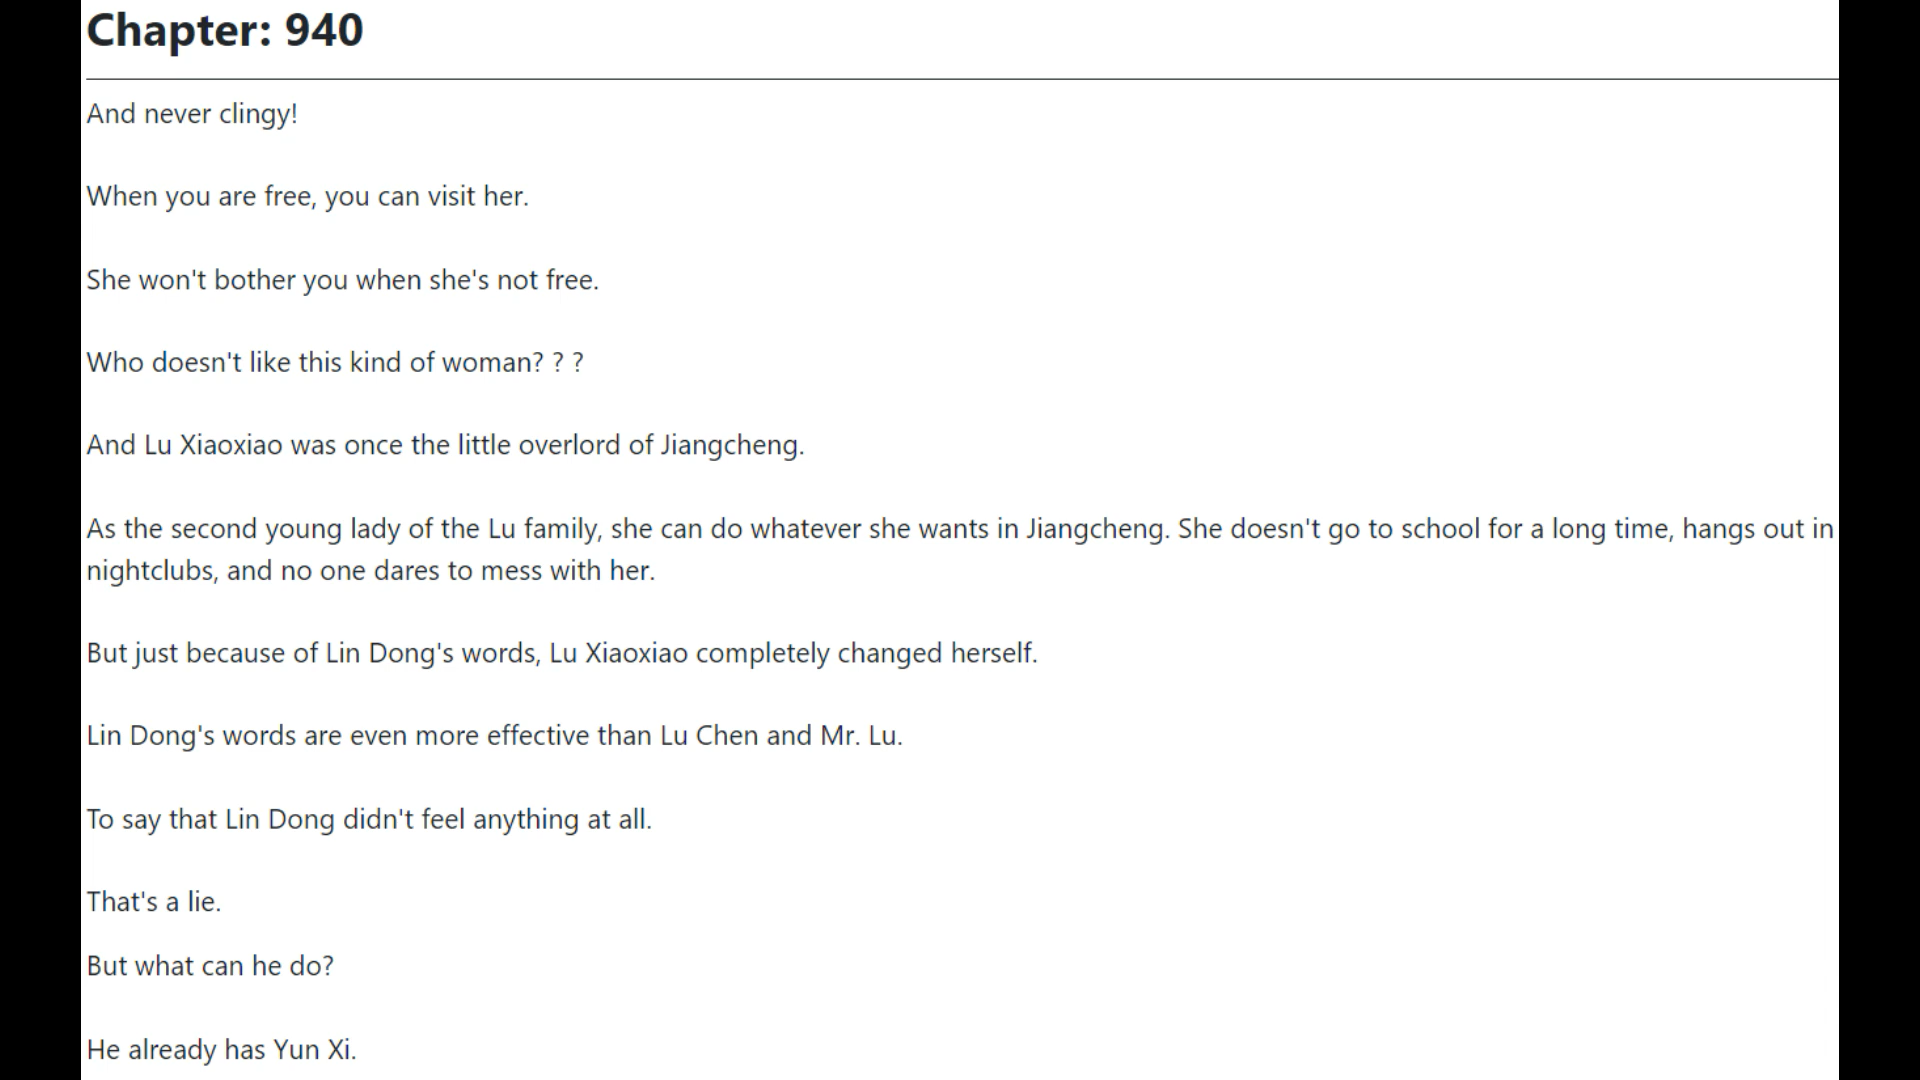 Chapter: 940
And never clingy!
When you are free, you can visit her.
She won't bother you when she's not free.
Who doesn't like this kind of woman? ? ?
And Lu Xiaoxiao was once the little overlord of Jiangcheng.
As the second young lady of the Lu family, she can do whatever she wants in Jiangcheng. She doesn't go to school for a long time, hangs out in
nightclubs, and no one dares to mess with her.
But just because of Lin Dong's words, Lu Xiaoxiao completely changed herself.
Lin Dong's words are even more effective than Lu Chen and Mr. Lu.
To say that Lin Dong didn't feel anything at all.
That's a lie.
But what can he do?
He already has Yun Xi.